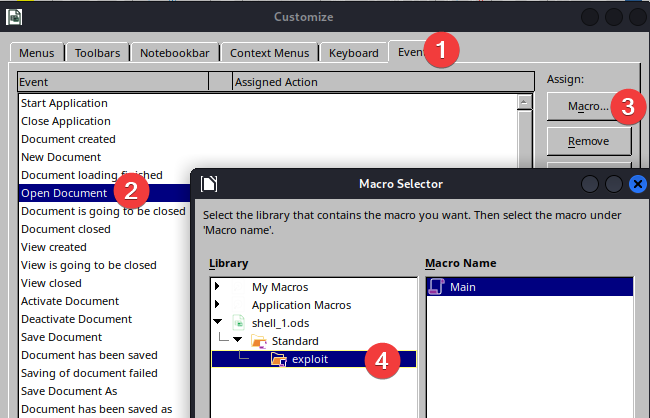 Customize
Menus
Toolbars
Notebookbar
Context Menus
Keyboard
1
Event
Assigned Action
Assign:
Start Application
Macro...
3
Close Application
Document created
Remove
New Document
Document loading finished
Open Document
2
Macro Selector
Document is going to be closed
Document closed
Select the library that contains the macro you want. Then select the macro under
'Macro name'.
View created
View is going to be closed
Library
Macro Name
View closed
My Macros
Main
Activate Document
Application Macros
Deactivate Document
shell_1.ods
Save Document
Standard
Document has been saved
exploit
4
Saving of document failed
Save Document As
Document has been saved as